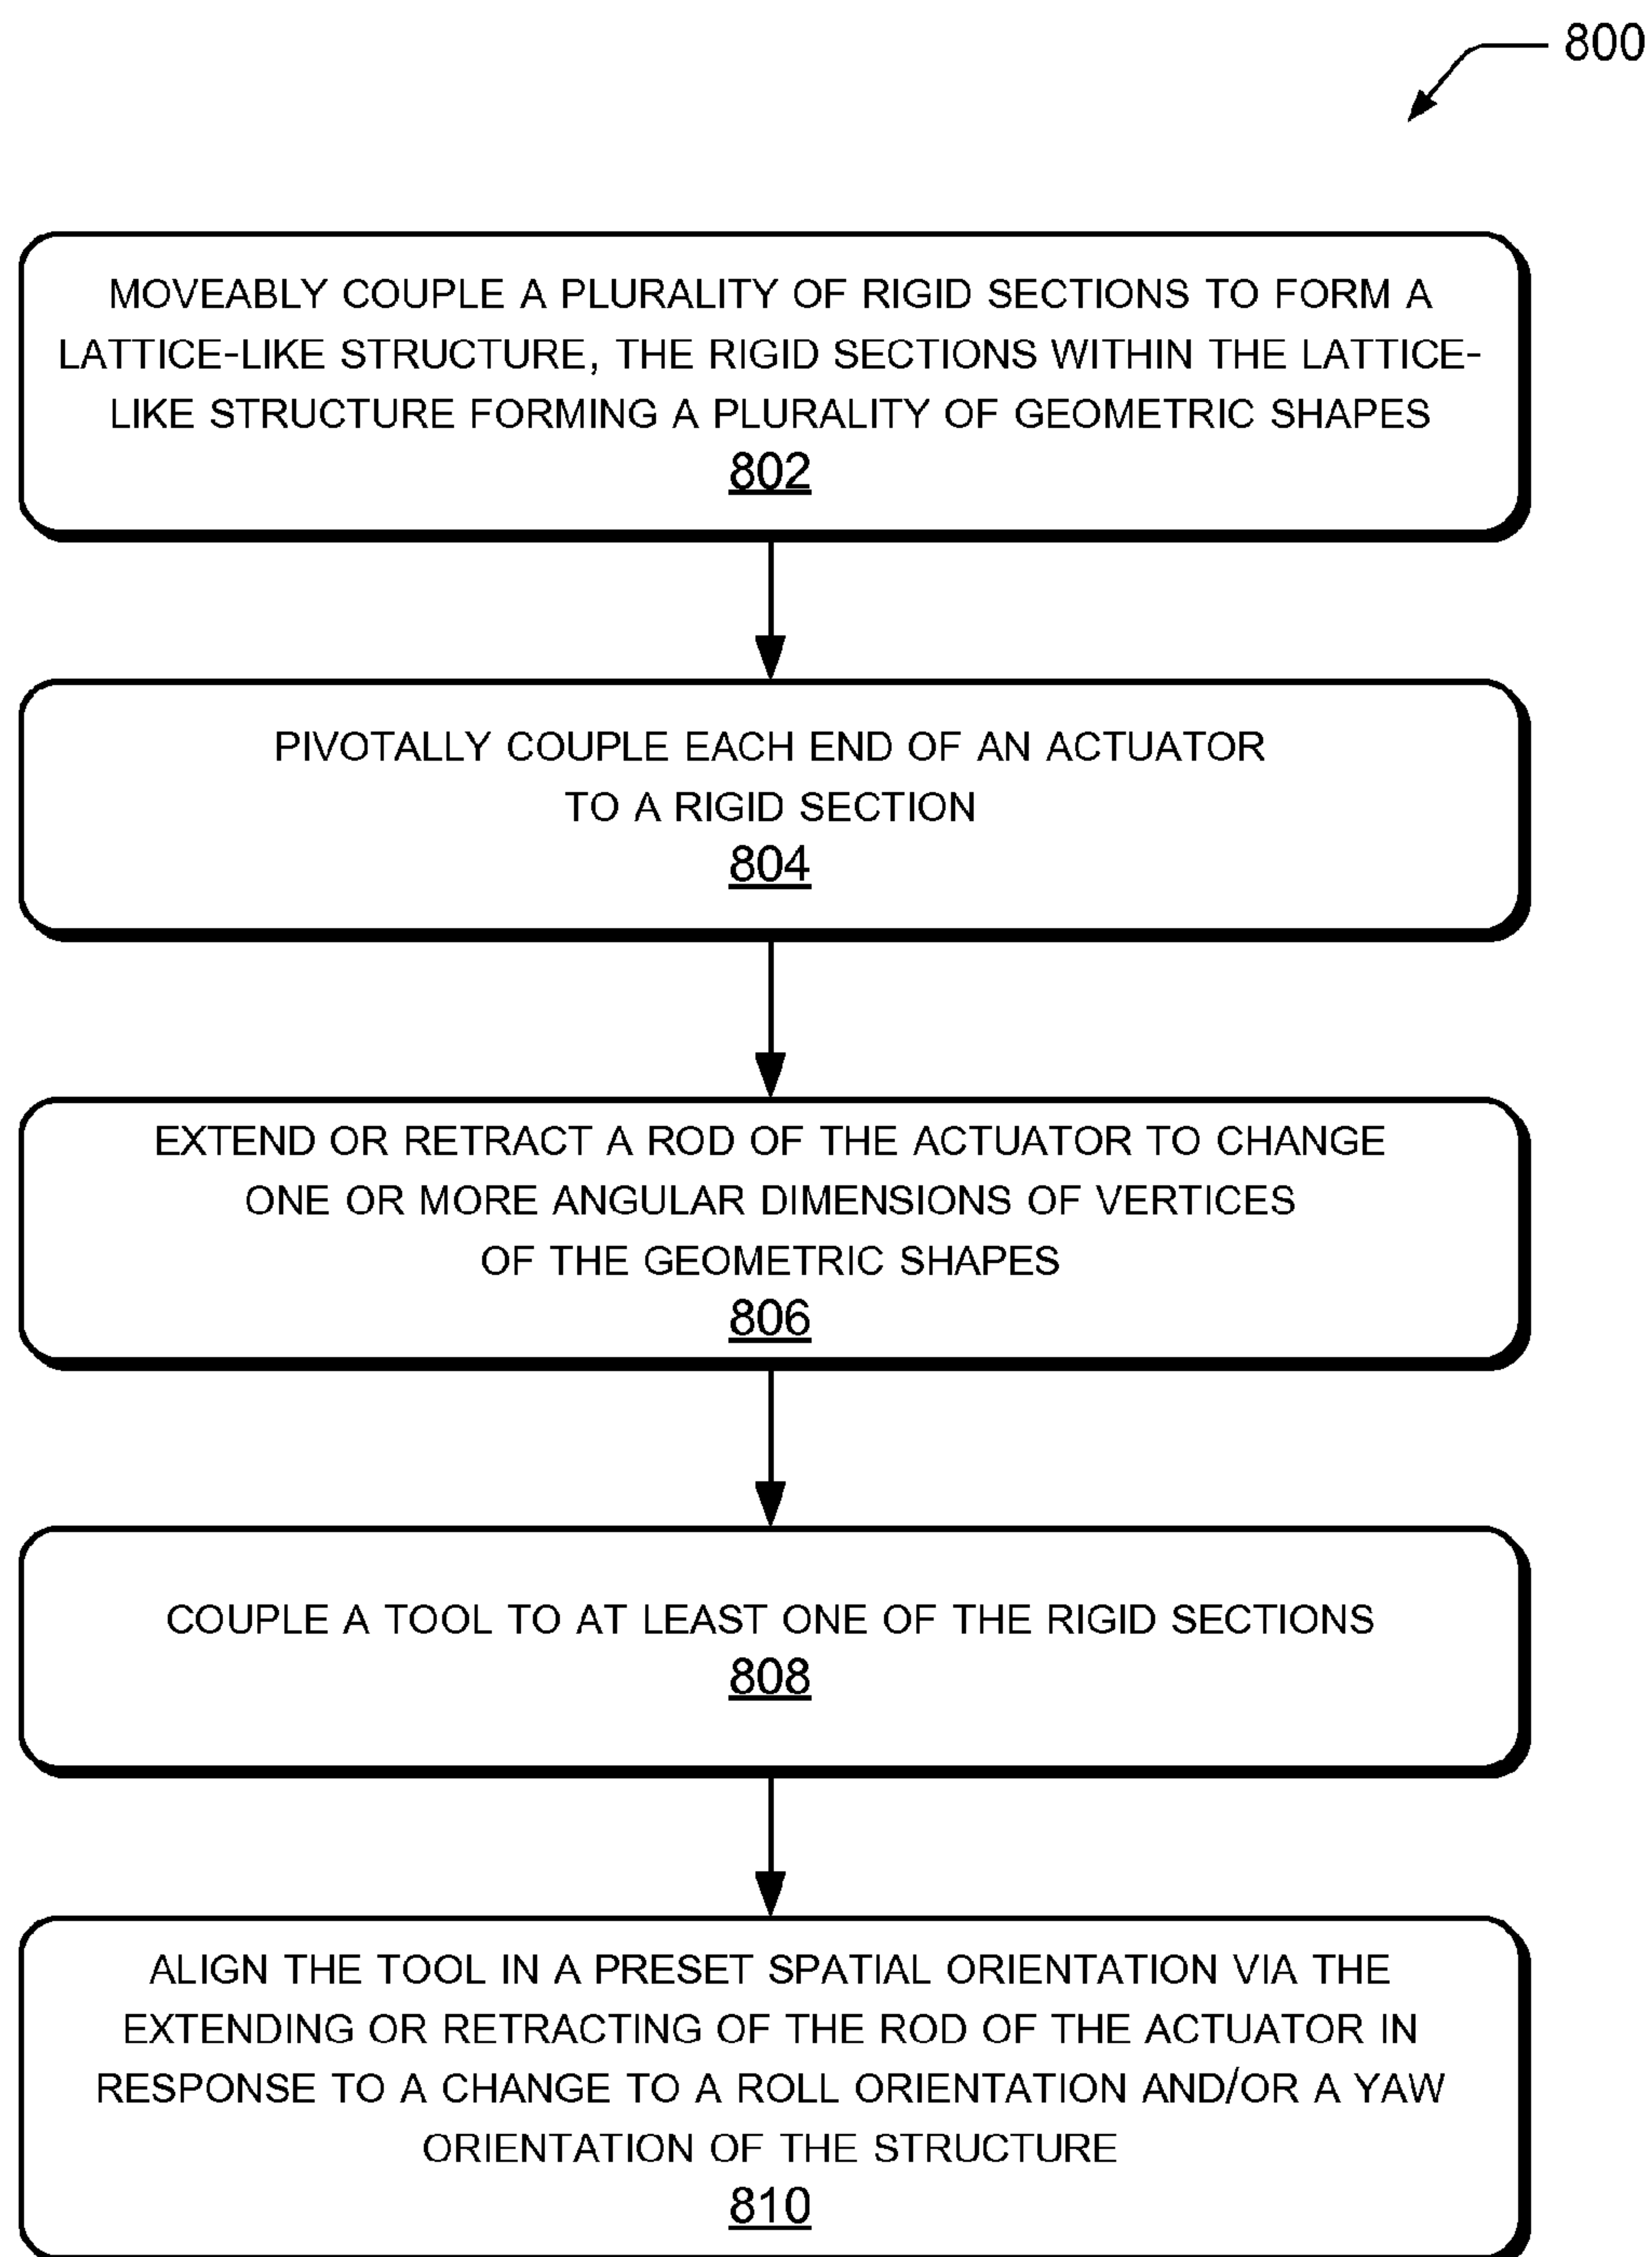 800
MOVEABLY COUPLE A PLURALITY OF RIGID SECTIONS TO FORM A
LATTICE-LIKE STRUCTURE, THE RIGID SECTIONS WITHIN THE LATTICE-
LIKE STRUCTURE FORMING A PLURALITY OF GEOMETRIC SHAPES
802
PIVOTALLY COUPLE EACH END OF AN ACTUATOR
TO A RIGID SECTION
804
EXTEND OR RETRACT A ROD OF THE ACTUATOR TO CHANGE
ONE OR MORE ANGULAR DIMENSIONS OF VERTICES
OF THE GEOMETRIC SHAPES
806
COUPLE A TOOL TO AT LEAST ONE OF THE RIGID SECTIONS
808
ALIGN THE TOOL IN A PRESET SPATIAL ORIENTATION VIA THE
EXTENDING OR RETRACTING OF THE ROD OF THE ACTUATOR IN
RESPONSE TO A CHANGE TO A ROLL ORIENTATION AND/OR A YAW
ORIENTATION OF THE STRUCTURE
810